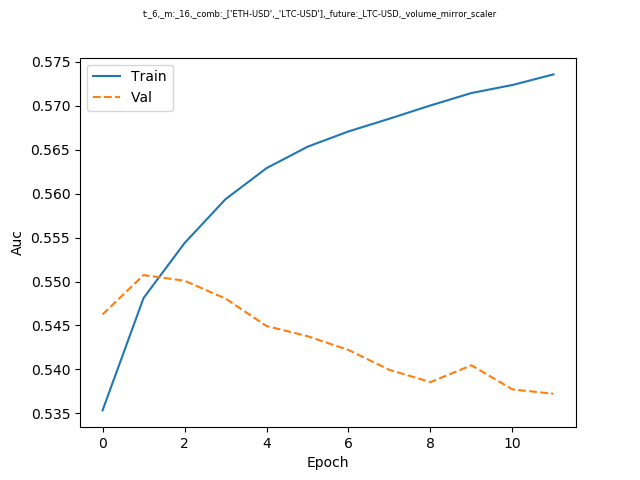 t:_6,_m:_16,_comb:_['ETH-USD',_'LTC-USD'],_future:_LTC-USD,_volume_mirror_scaler
Train
Val
0.575
0.570
0.565
0.560
0.555
0.550
0.545
0.540
0.535
Auc
0 2 4 6 8 10
Epoch